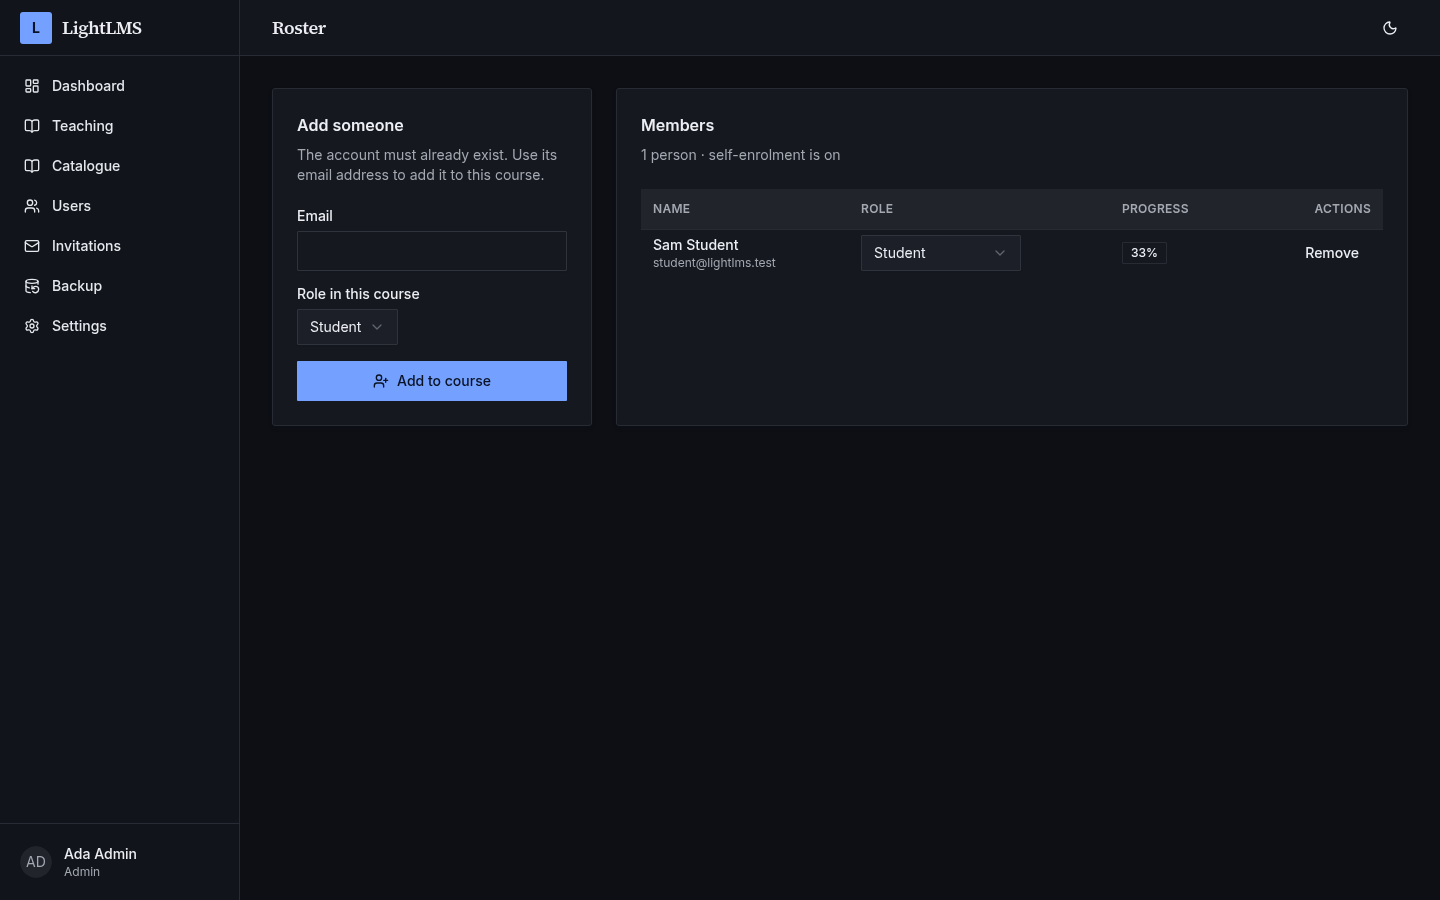 L LightLMS
Roster
Dashboard
Teaching
Catalogue
Users
Invitations
Backup
Settings
Add someone
The account must already exist. Use its
email address to add it to this course.
Email
Role in this course
Student
Add to course
Members
1 person · self-enrolment is on
NAME ROLE PROGRESS ACTIONS
Sam Student Student 33% Remove
student@lightlms.test
AD Ada Admin
Admin